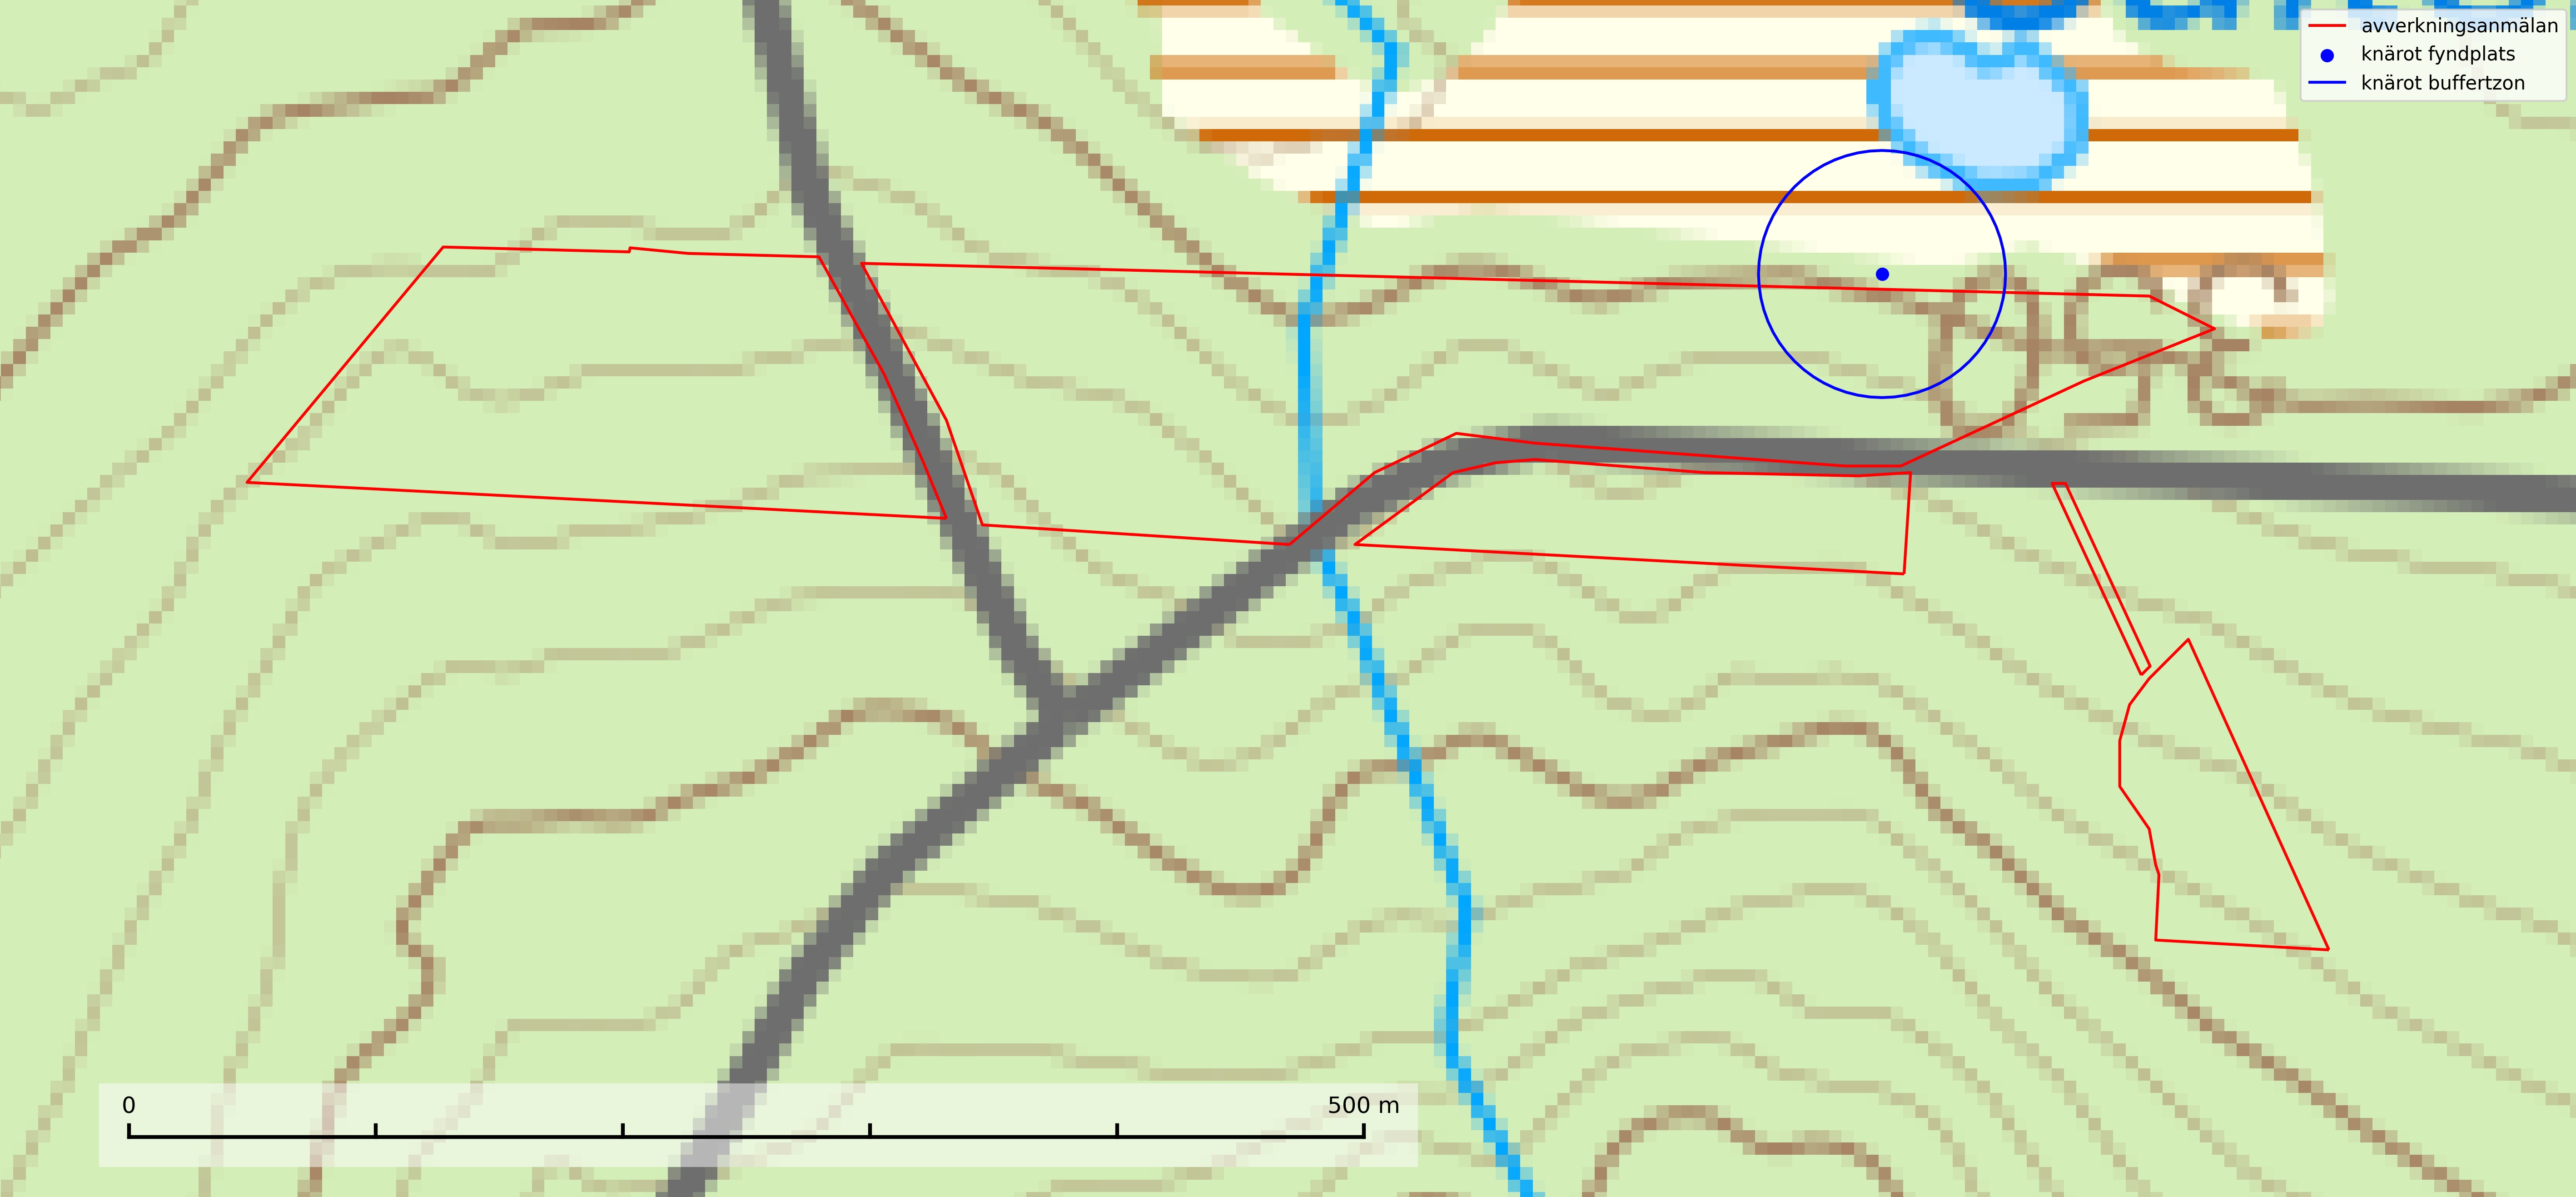 avverkningsanmälan
knärot fyndplats
knärot buffertzon
0
500 m